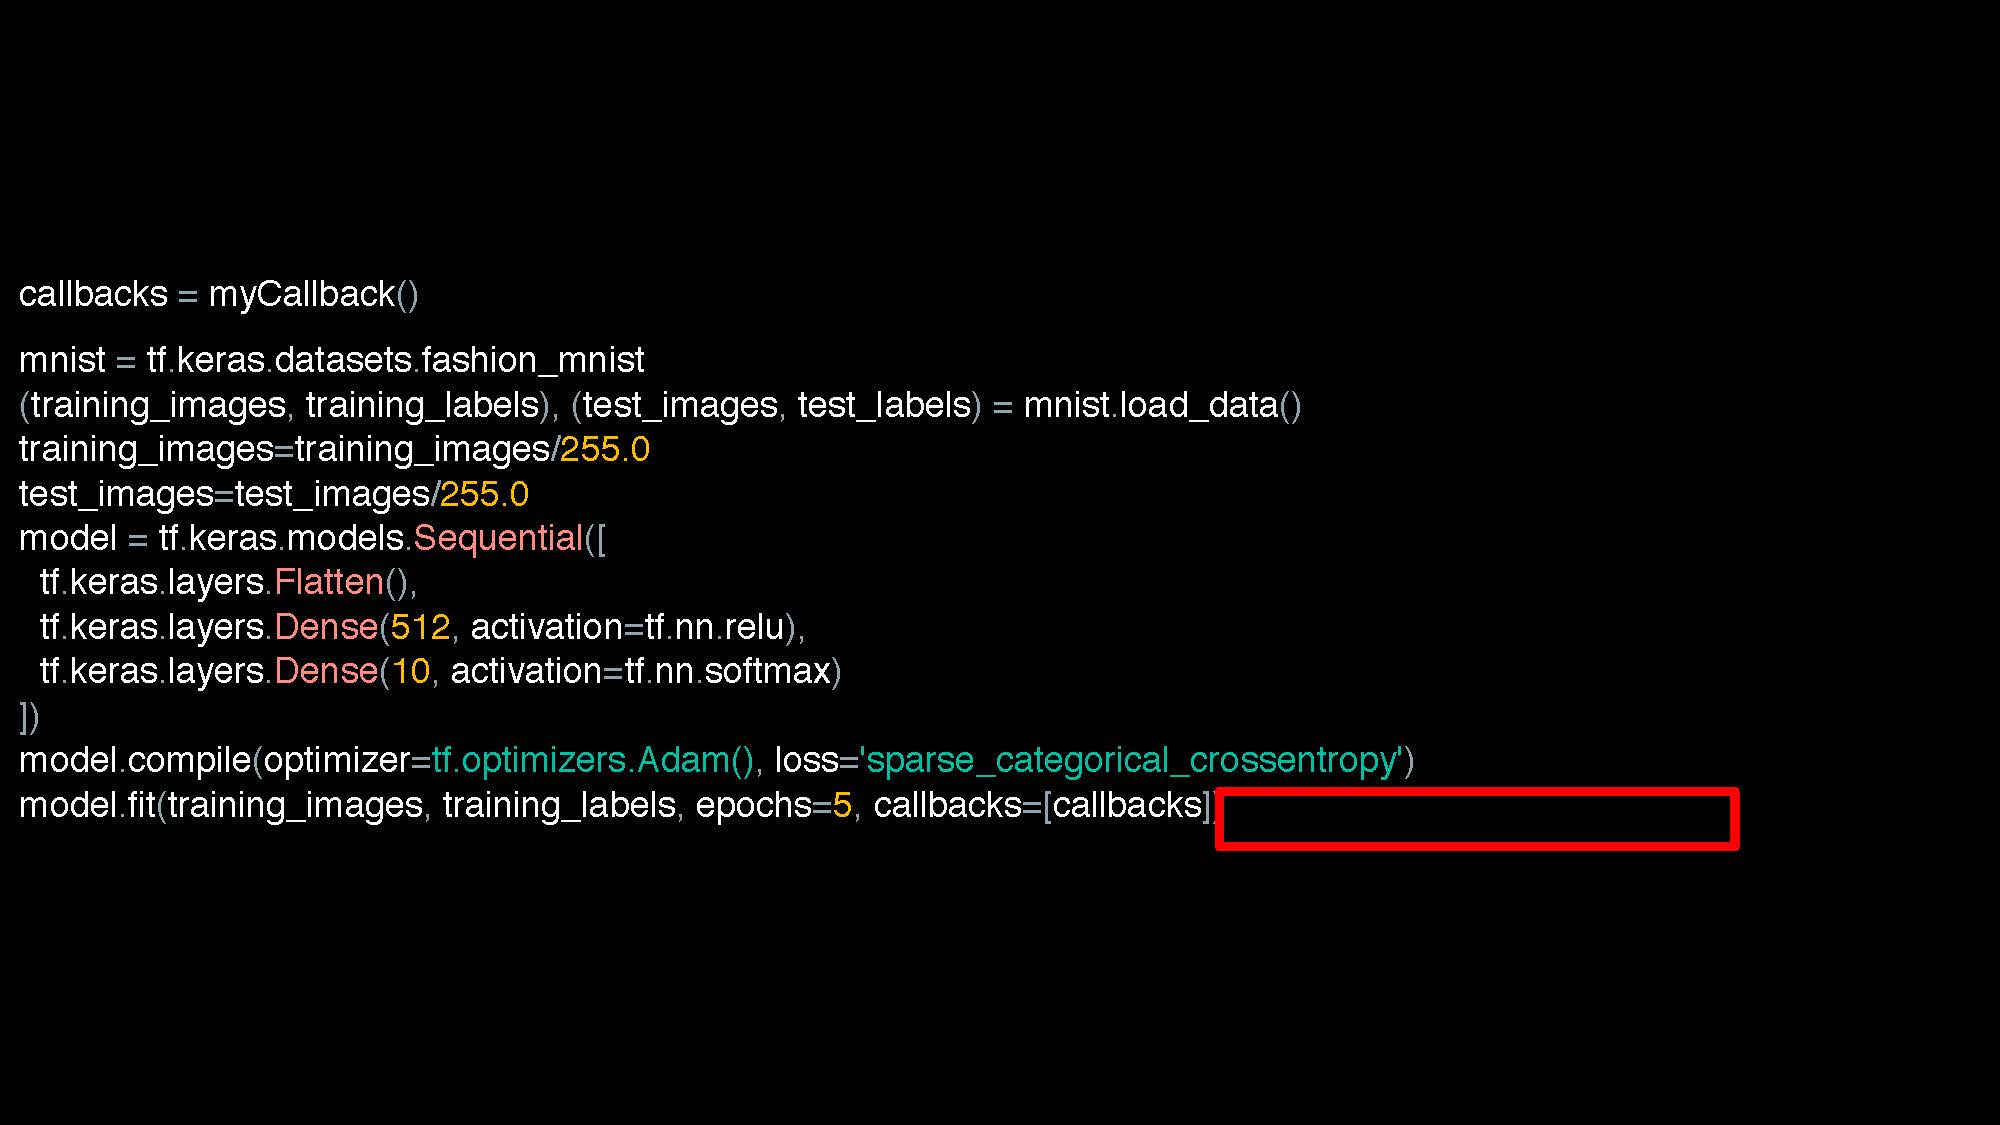 callbacks = myCallback()
mnist = tf.keras.datasets.fashion_mnist
(training_images, training_labels), (test_images, test_labels) = mnist.load_data()
training_images=training_images/255.0
test_images=test_images/255.0
model = tf.keras.models.Sequential([
  tf.keras.layers.Flatten(),
  tf.keras.layers.Dense(512, activation=tf.nn.relu),
  tf.keras.layers.Dense(10, activation=tf.nn.softmax)
])
model.compile(optimizer=tf.optimizers.Adam(), loss='sparse_categorical_crossentropy')
model.fit(training_images, training_labels, epochs=5, callbacks=[callbacks])